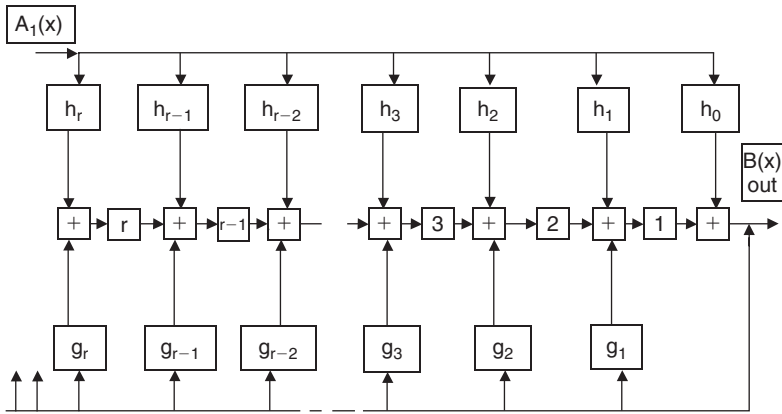 A₁(x)
hᵣ hᵣ₋₁ hᵣ₋₂ h₃ h₂ h₁ h₀
B(x)
out
+ r + r−1 + + 3 + 2 + 1 +
gᵣ gᵣ₋₁ gᵣ₋₂ g₃ g₂ g₁